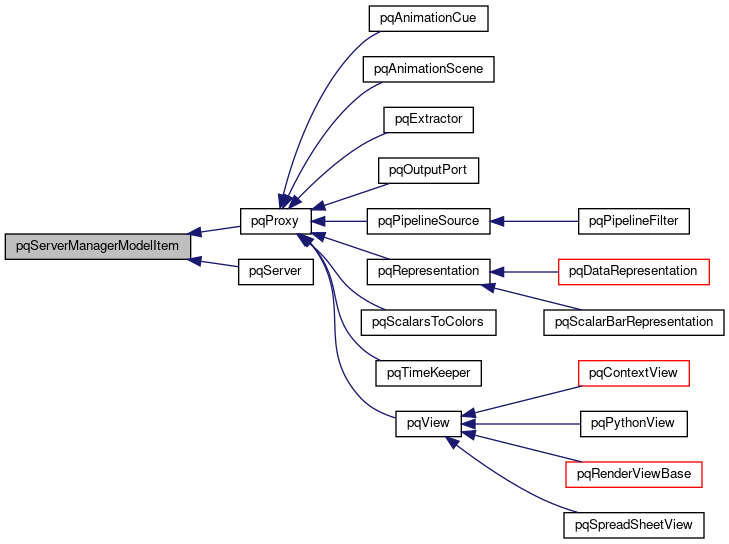 pqAnimationCue
pqAnimationScene
pqExtractor
pqOutputPort
pqProxy
pqPipelineSource
pqPipelineFilter
pqServerManagerModelItem
pqServer
pqRepresentation
pqDataRepresentation
pqScalarsToColors
pqScalarBarRepresentation
pqTimeKeeper
pqContextView
pqView
pqPythonView
pqRenderViewBase
pqSpreadSheetView